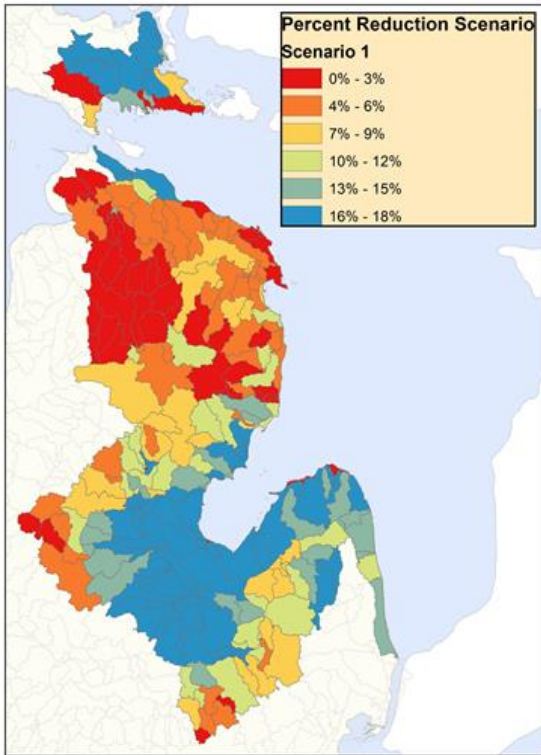 Percent Reduction Scenario
Scenario 1
0% - 3%
4% - 6%
7% - 9%
10% - 12%
13% - 15%
16% - 18%